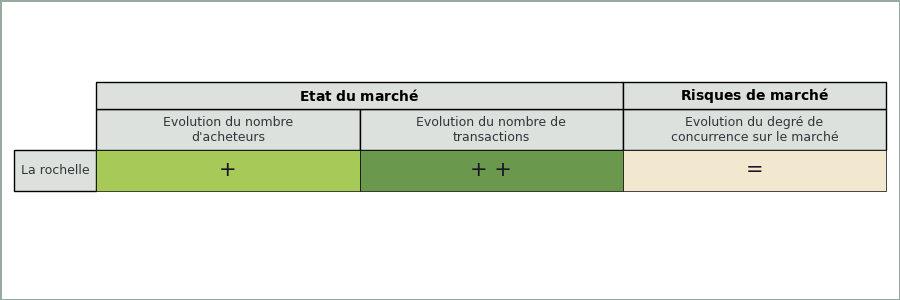 Etat du marché
Risques de marché
Evolution du nombre
d'acheteurs
Evolution du nombre de
transactions
Evolution du degré de
concurrence sur le marché
La rochelle
+
+ +
=